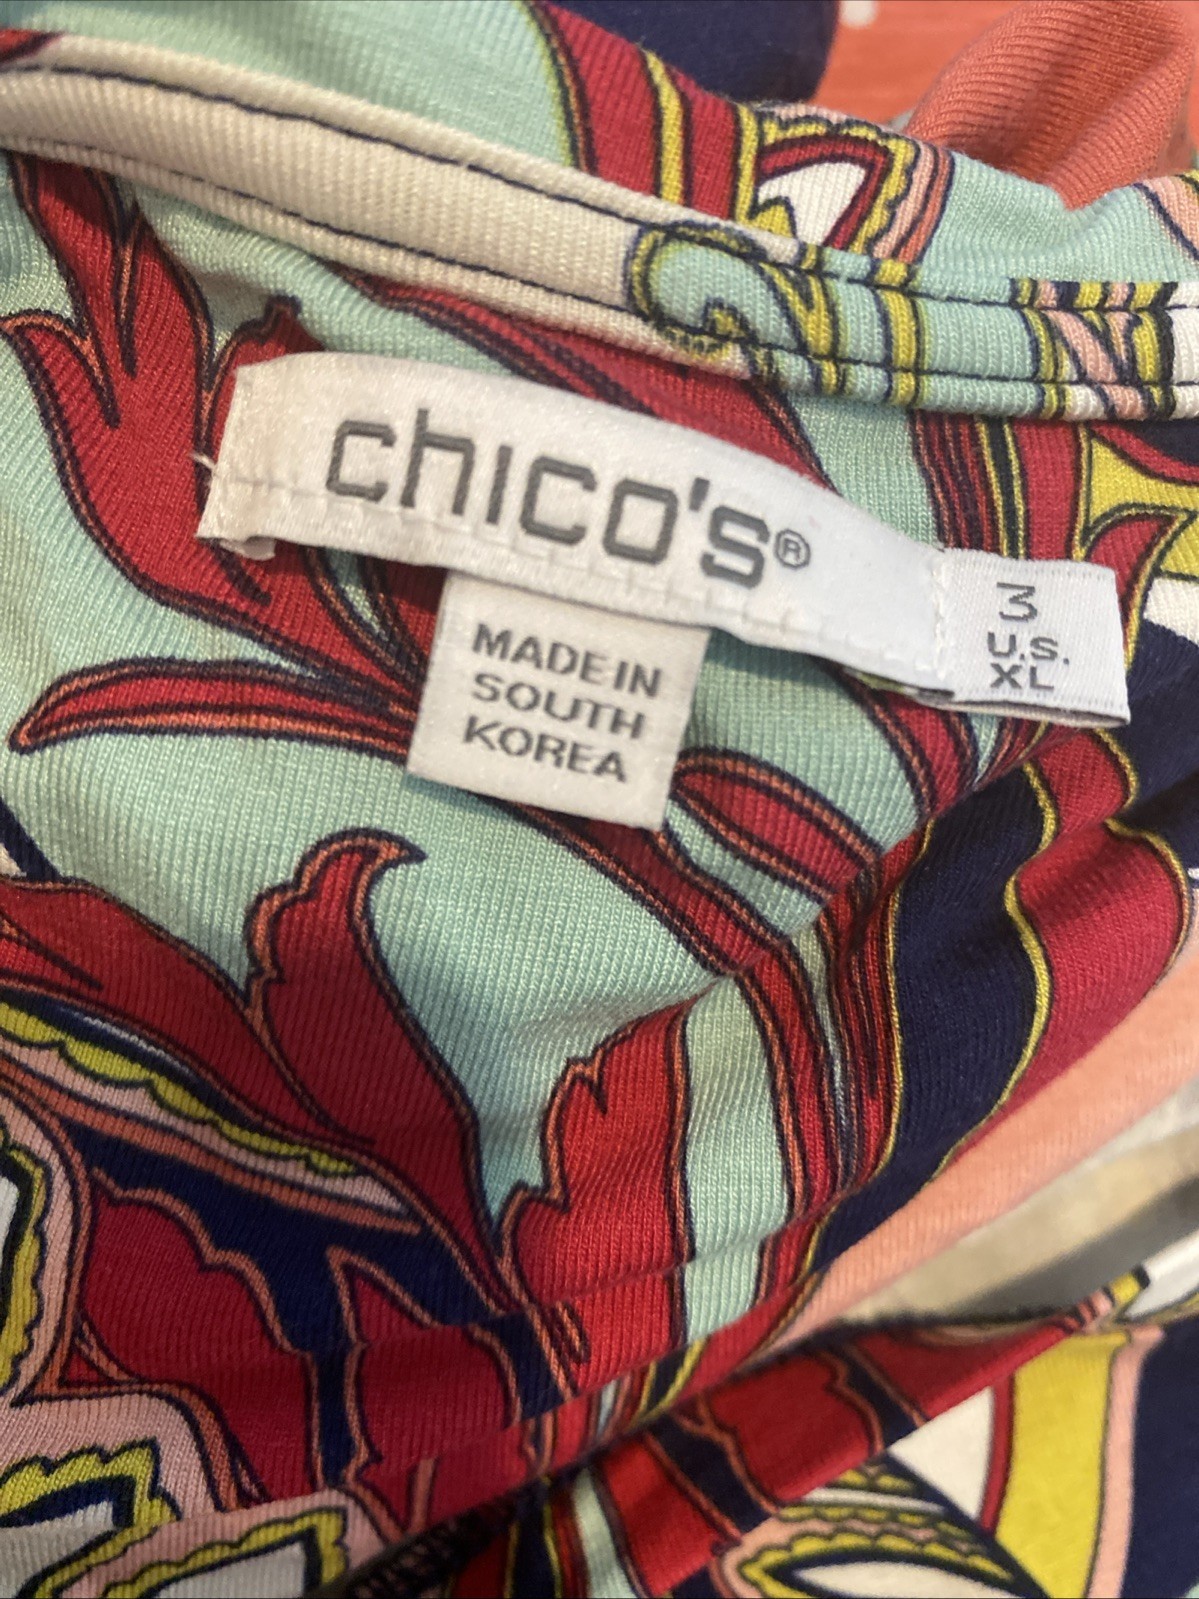 chico's®
3
U.S.
XL
MADE IN
SOUTH
KOREA